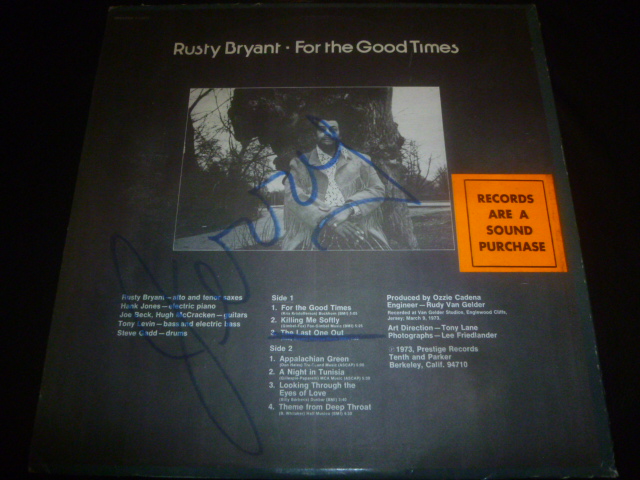 Rusty Bryant · For the Good Times
Jerry
RECORDS
ARE A
SOUND
PURCHASE
Rusty Bryant—alto and tenor saxes
Hank Jones—electric piano
Joe Beck, Hugh McCracken—guitars
Tony Levin—bass and electric bass
Steve Gadd—drums
Side 1
1. For the Good Times
2. Killing Me Softly
3. The Last One Out
Side 2
1. Appalachian Green
2. A Night in Tunisia
3. Looking Through the
Eyes of Love
4. Theme from Deep Throat
Produced by Ozzie Cadena
Engineer—Rudy Van Gelder
Recorded at Van Gelder Studios, Englewood Cliffs,
Jersey; March 9, 1973.
Art Direction—Tony Lane
Photographs—Lee Friedlander
℗ 1973, Prestige Records
Tenth and Parker
Berkeley, Calif. 94710